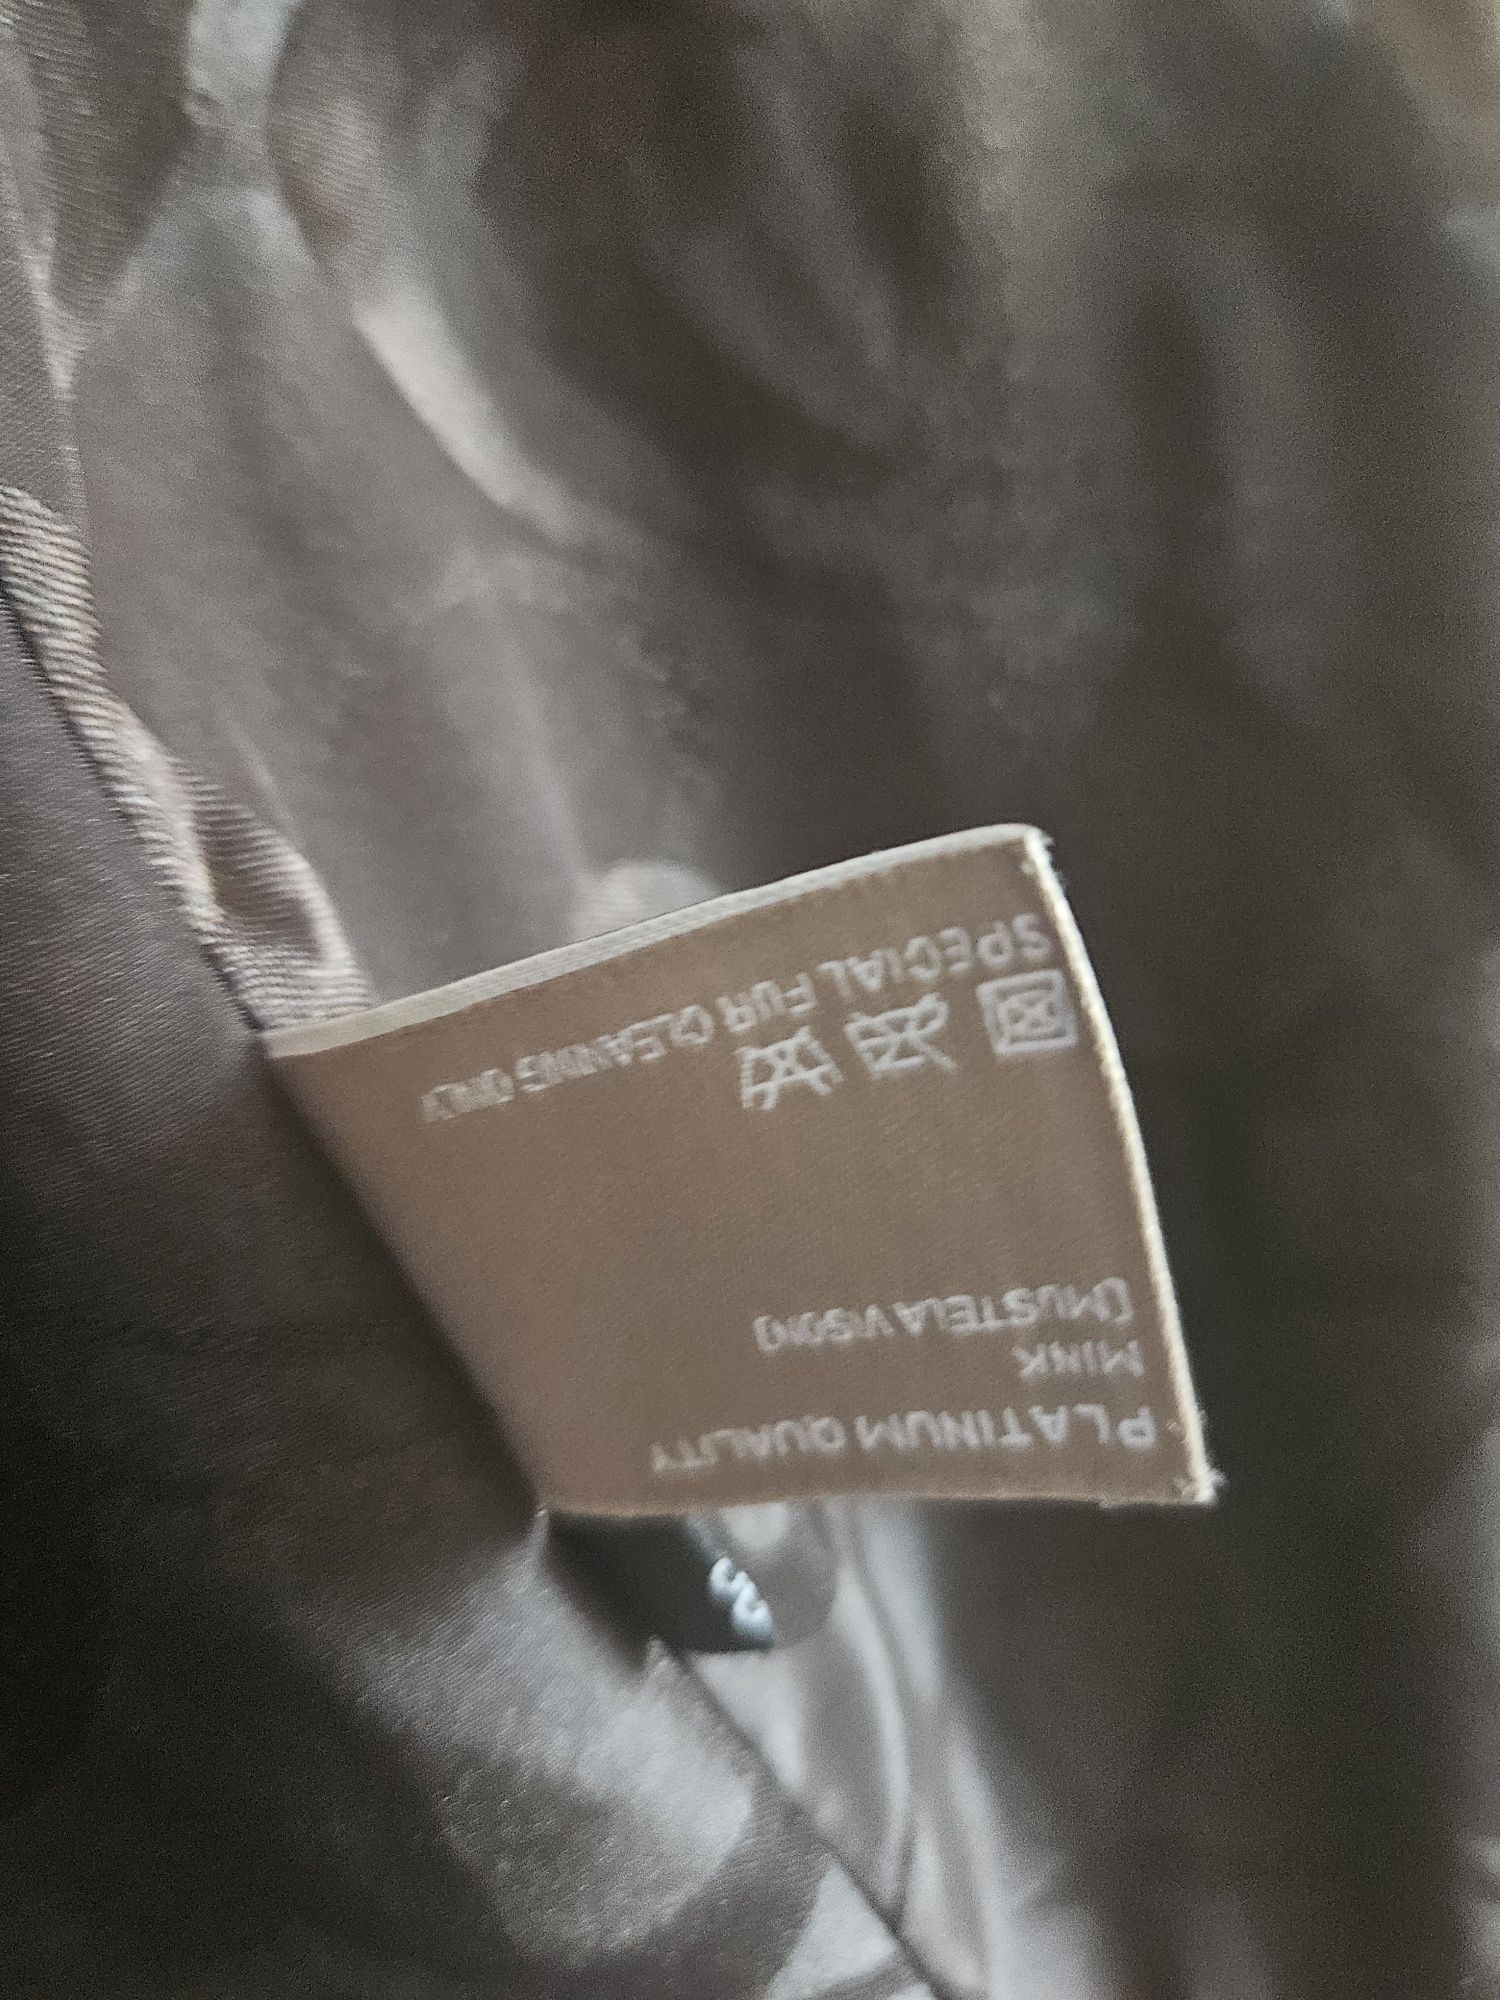 PLATINUM QUALITY
MINK
(MUSTELA VISON)
SPECIAL FUR CLEANING ONLY